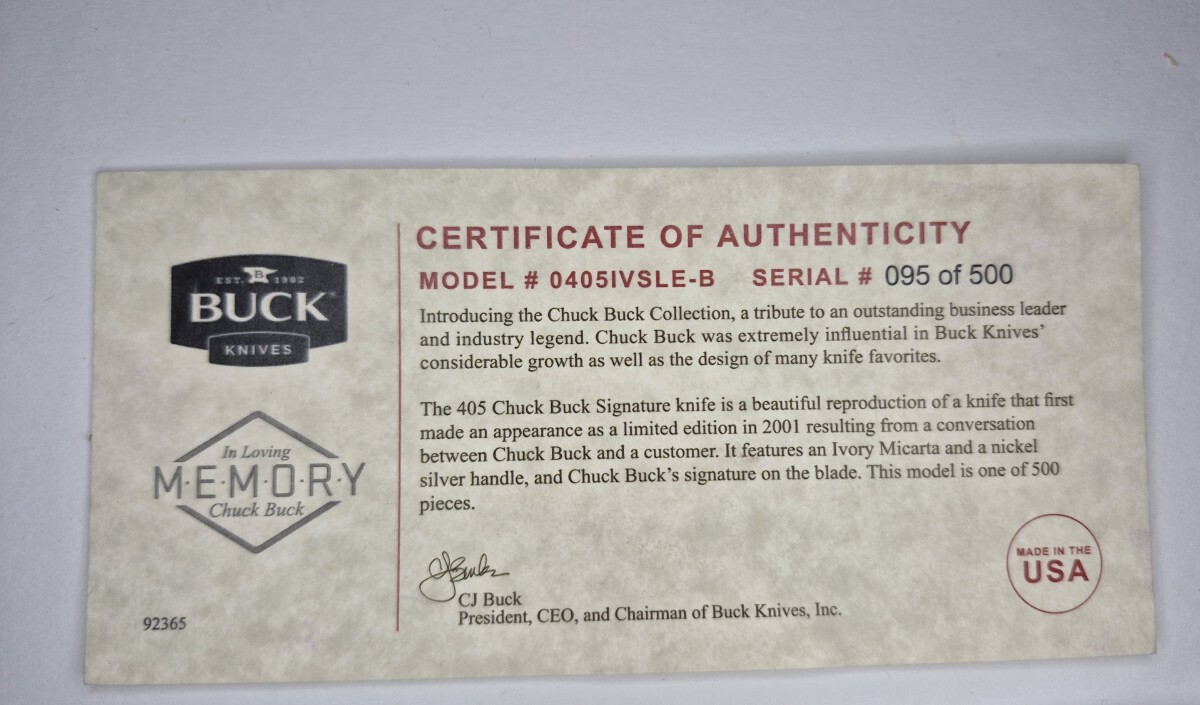 EST. B 1902
BUCK
KNIVES
In Loving
M·E·M·O·R·Y
Chuck Buck
92365
CERTIFICATE OF AUTHENTICITY
MODEL # 0405IVSLE-B SERIAL # 095 of 500
Introducing the Chuck Buck Collection, a tribute to an outstanding business leader
and industry legend. Chuck Buck was extremely influential in Buck Knives’
considerable growth as well as the design of many knife favorites.
The 405 Chuck Buck Signature knife is a beautiful reproduction of a knife that first
made an appearance as a limited edition in 2001 resulting from a conversation
between Chuck Buck and a customer. It features an Ivory Micarta and a nickel
silver handle, and Chuck Buck’s signature on the blade. This model is one of 500
pieces.
CJ Buck
CJ Buck
President, CEO, and Chairman of Buck Knives, Inc.
MADE IN THE
USA